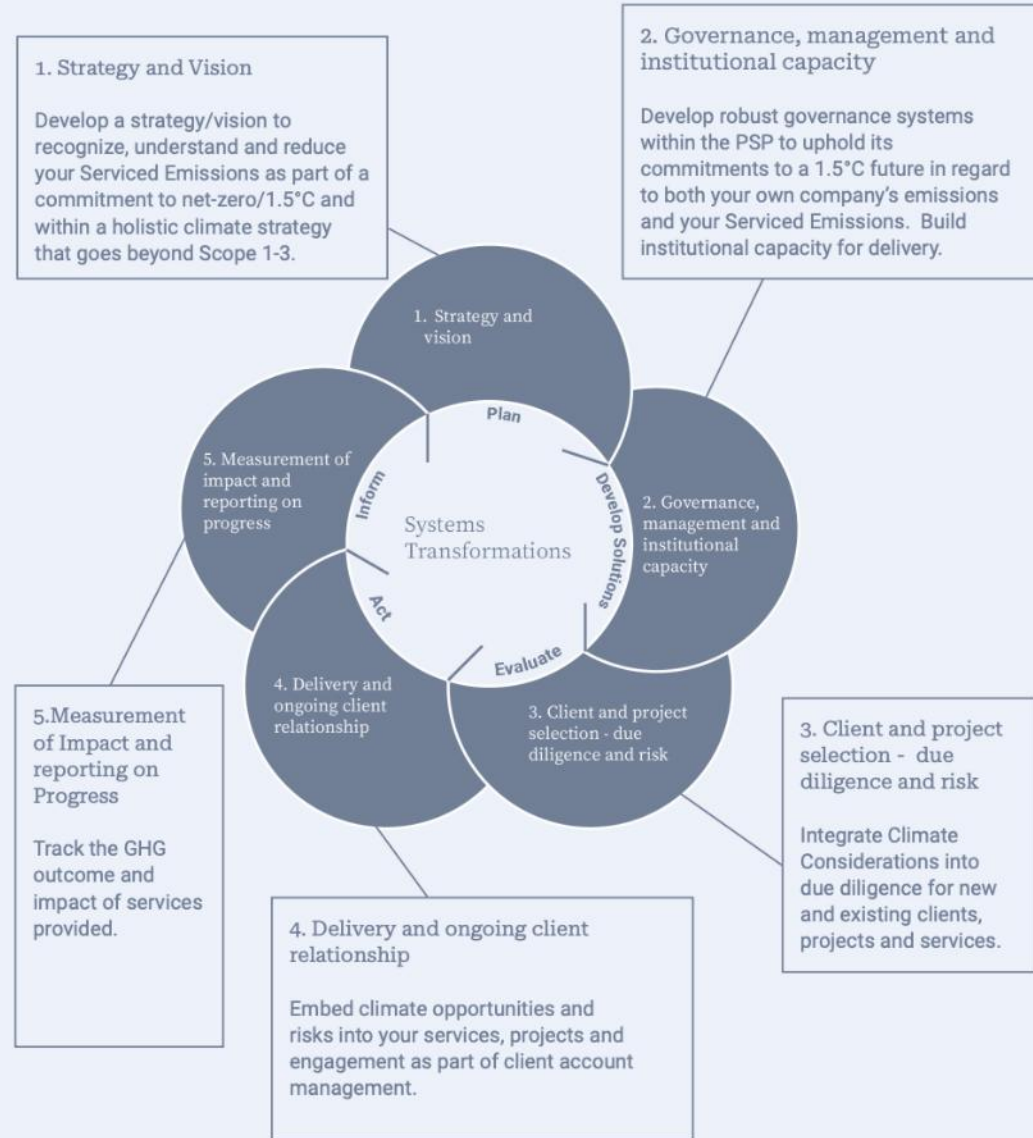 1. Strategy and Vision
Develop a strategy/vision to
recognize, understand and reduce
your Serviced Emissions as part of a
commitment to net-zero/1.5°C and
within a holistic climate strategy
that goes beyond Scope 1-3.
2. Governance, management and
institutional capacity
Develop robust governance systems
within the PSP to uphold its
commitments to a 1.5°C future in regard
to both your own company's emissions
and your Serviced Emissions. Build
institutional capacity for delivery.
1. Strategy and
vision
Plan
5. Measurement of
impact and
reporting on
progress
Inform
Systems
Transformations
Develop Solutions
2. Governance,
management and
institutional
capacity
Act
Evaluate
4. Delivery and
ongoing client
relationship
3. Client and project
selection - due
diligence and risk
5.Measurement
of Impact and
reporting on
Progress
Track the GHG
outcome and
impact of services
provided.
3. Client and project
selection - due
diligence and risk
Integrate Climate
Considerations into
due diligence for new
and existing clients,
projects and services.
4. Delivery and ongoing client
relationship
Embed climate opportunities and
risks into your services, projects and
engagement as part of client account
management.